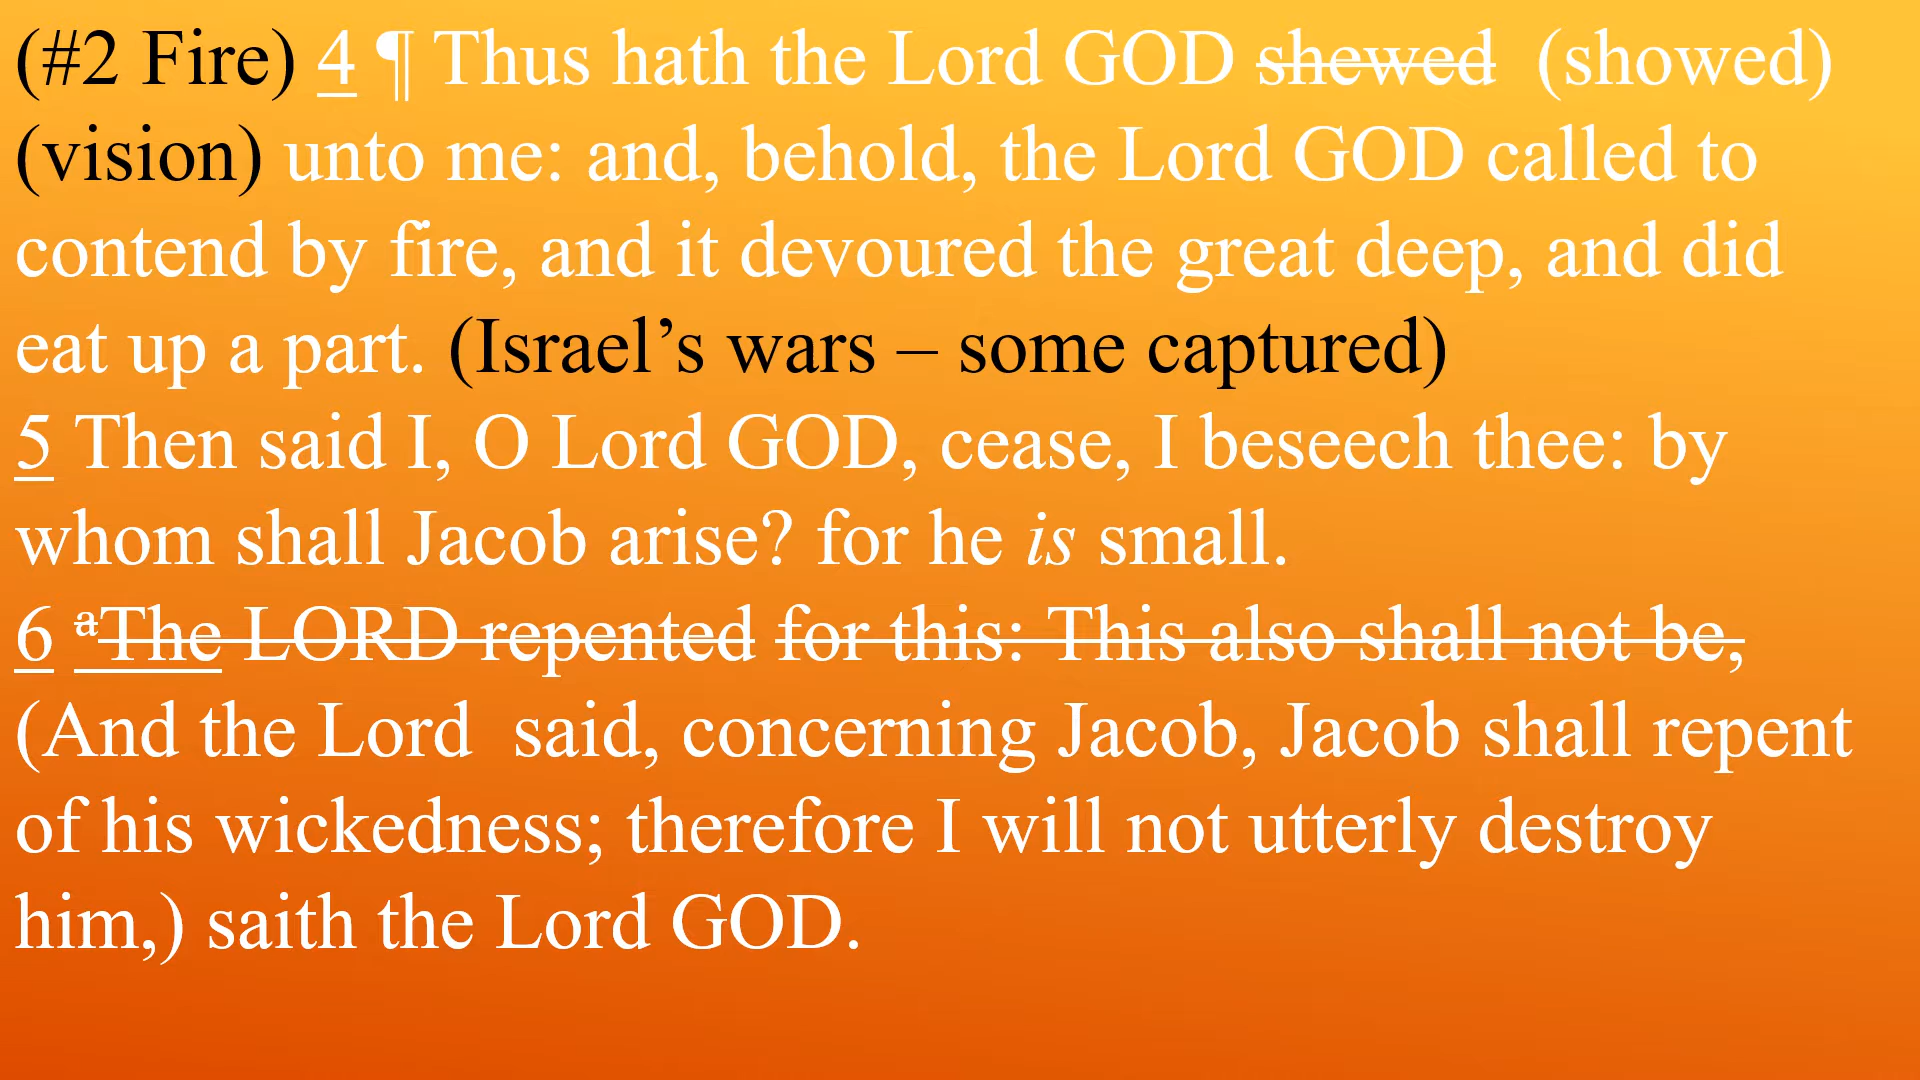 (#2 Fire) 4 ¶ Thus hath the Lord GOD shewed (showed)
(vision) unto me: and, behold, the Lord GOD called to
contend by fire, and it devoured the great deep, and did
eat up a part. (Israel’s wars – some captured)
5 Then said I, O Lord GOD, cease, I beseech thee: by
whom shall Jacob arise? for he is small.
6 aThe LORD repented for this: This also shall not be,
(And the Lord said, concerning Jacob, Jacob shall repent
of his wickedness; therefore I will not utterly destroy
him,) saith the Lord GOD.